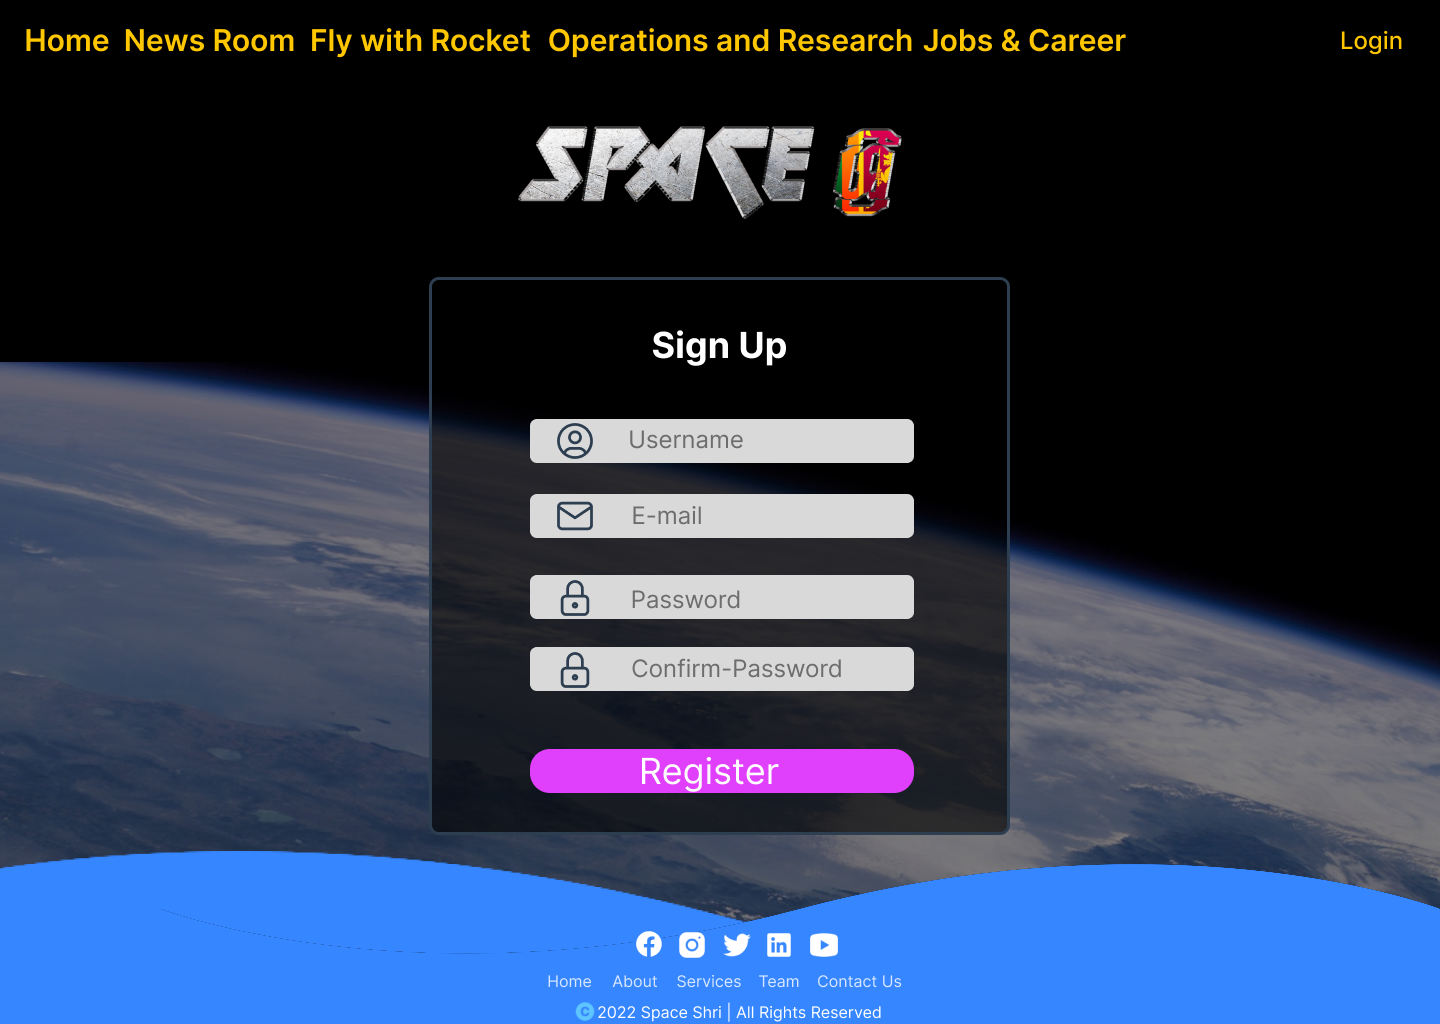 Home News Room Fly with Rocket Operations and Research Jobs & Career Login
SPACE
Sign Up
Username
E-mail
Password
Confirm-Password
Register
Home About Services Team Contact Us
© 2022 Space Shri | All Rights Reserved